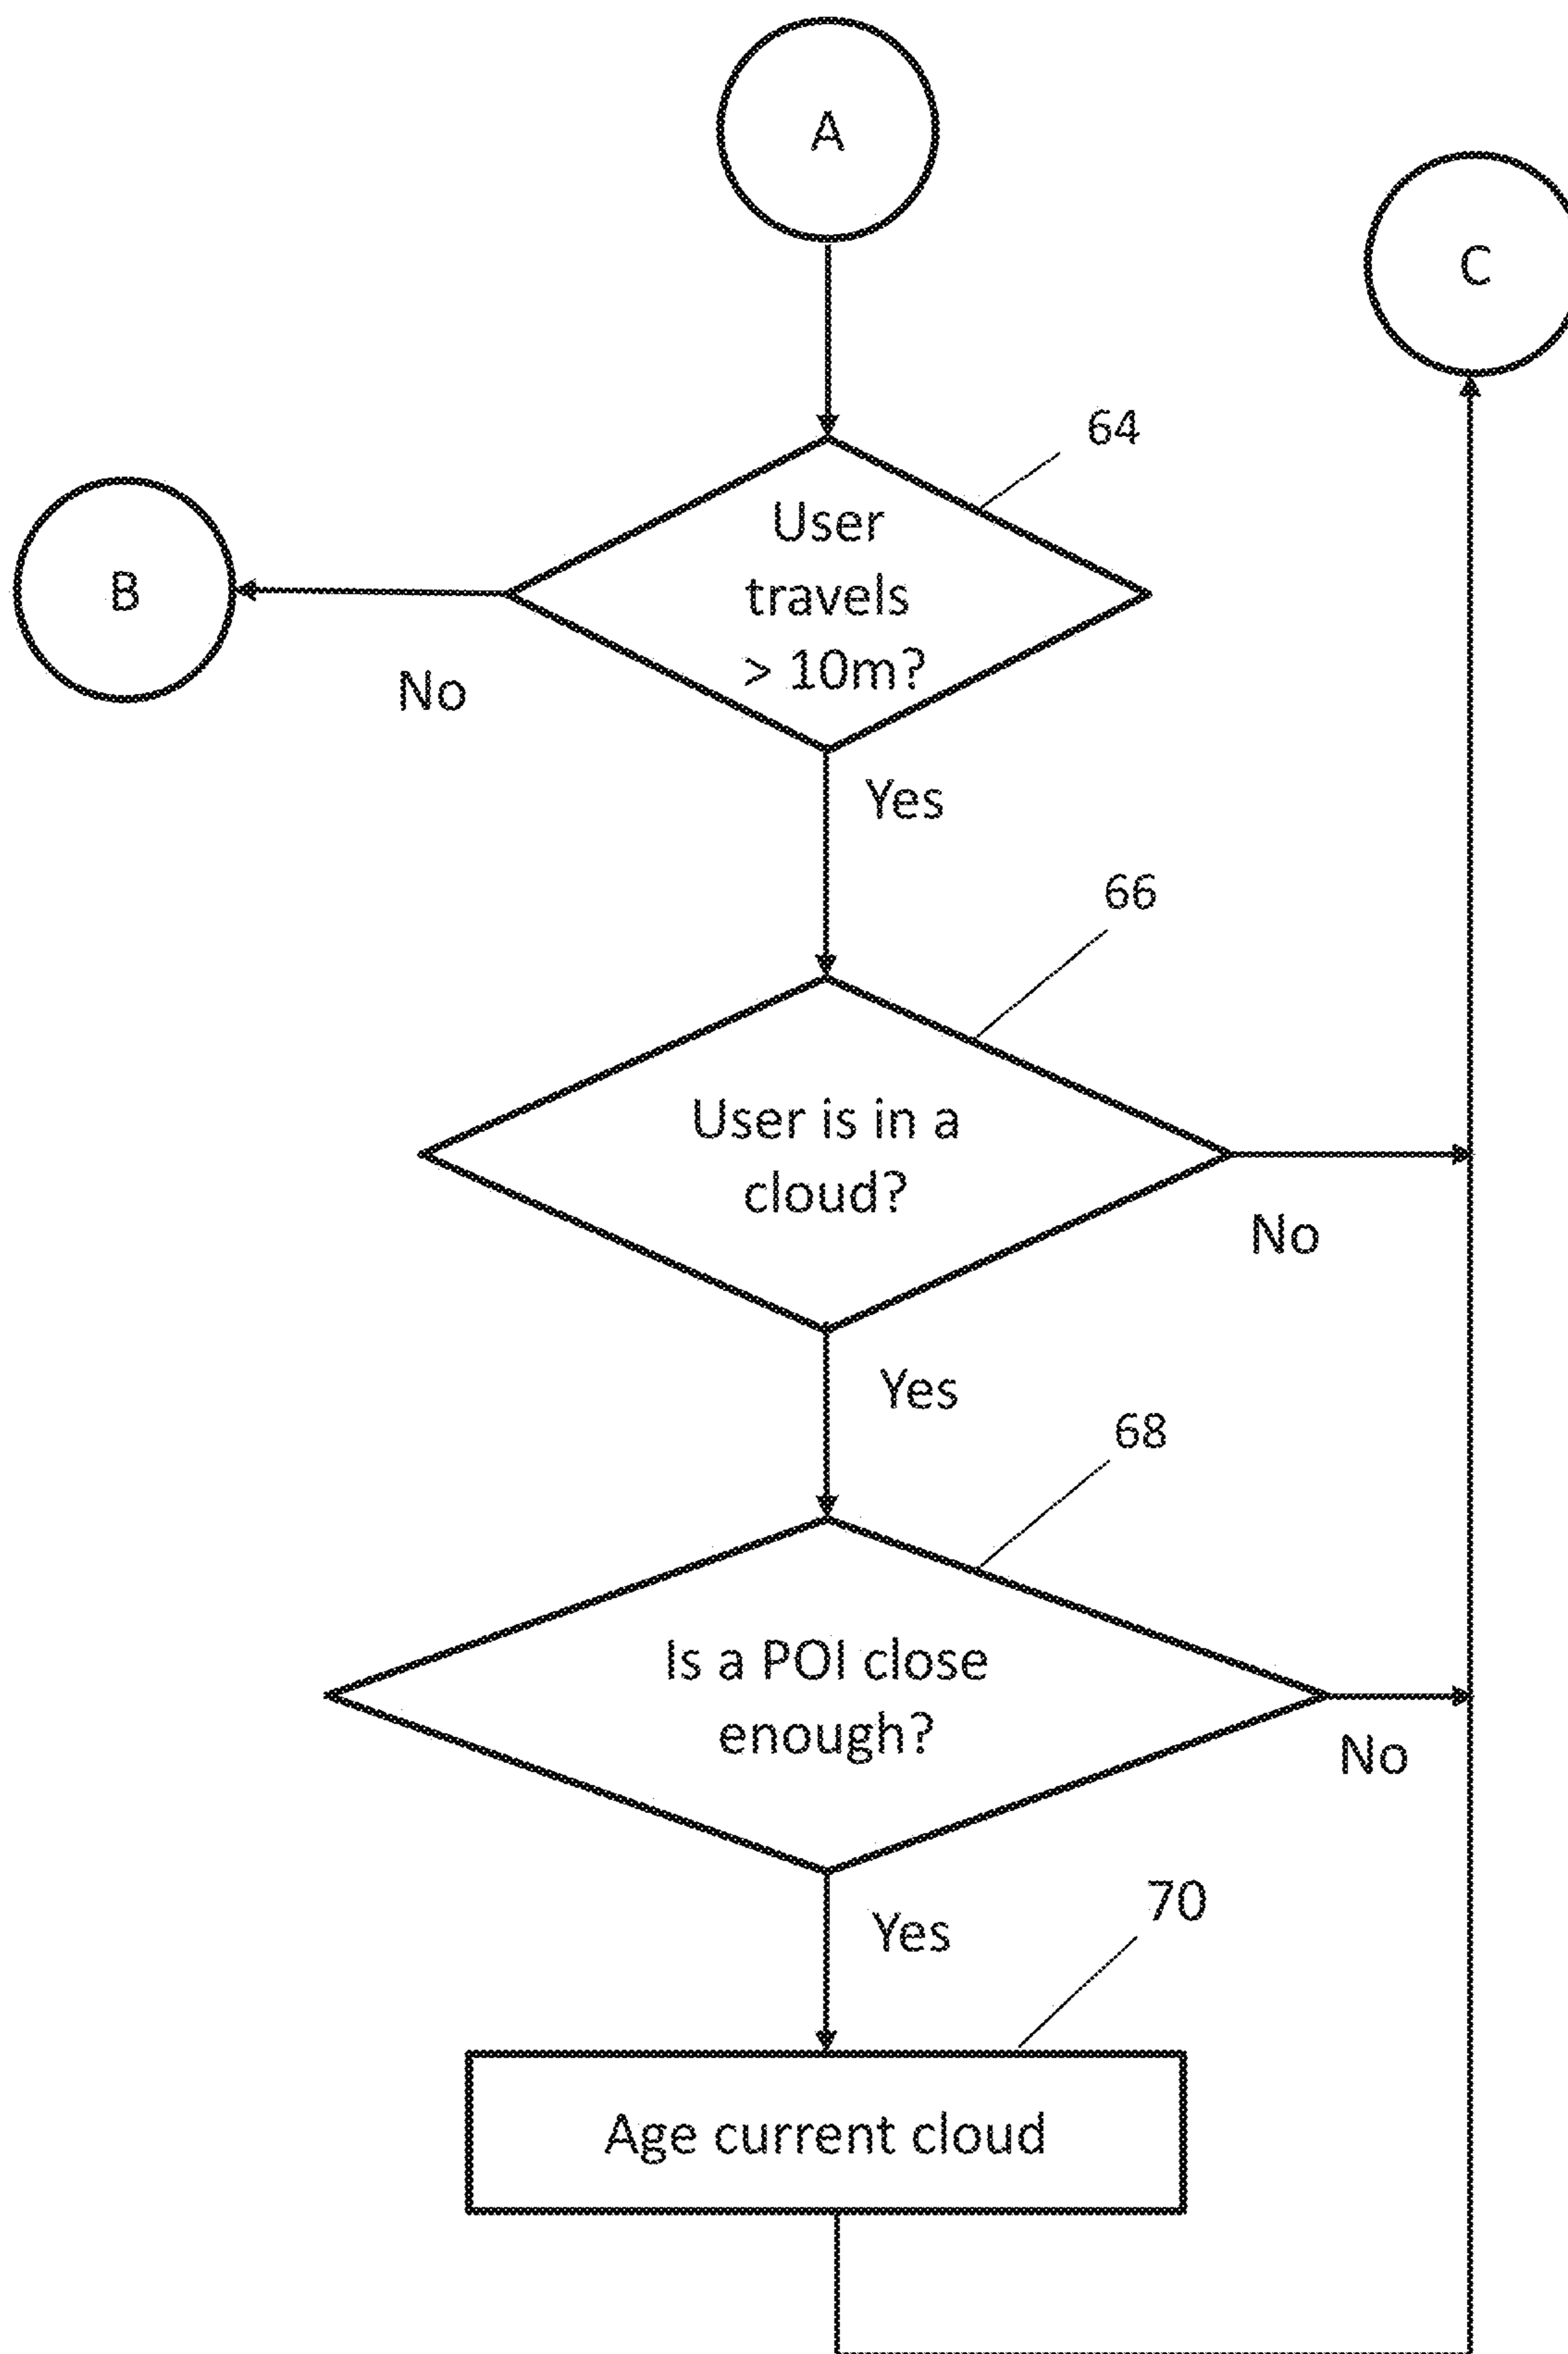 A
C
64
User
travels
> 10m?
B
No
Yes
66
User is in a
cloud?
No
Yes
68
Is a POI close
enough?
No
Yes
70
Age current cloud